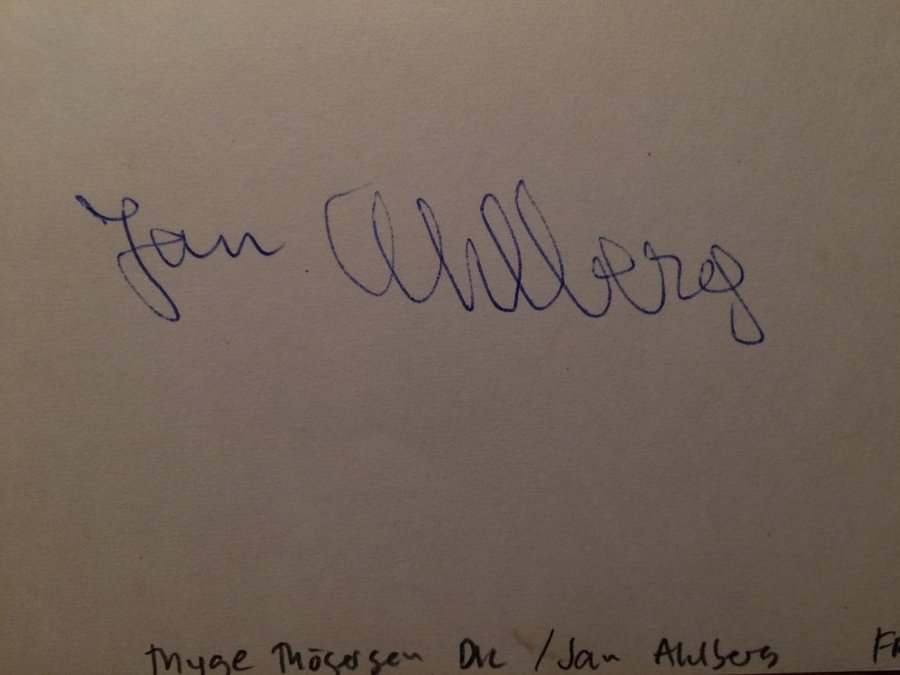 Jan Ahlberg
Thyge Thögersen DK / Jan Ahlberg